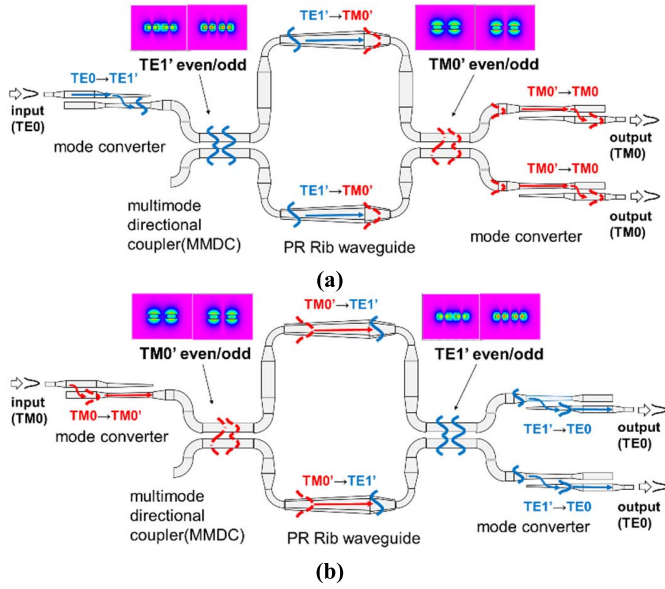 TE1'→TM0'
TE1' even/odd
TM0' even/odd
TE0→TE1'
TM0'→TM0
input
(TE0)
output
(TM0)
mode converter
TM0'→TM0
TE1'→TM0'
output
(TM0)
multimode
directional
coupler(MMDC)
PR Rib waveguide
mode converter
(a)
TM0'→TE1'
TM0' even/odd
TE1' even/odd
input
(TM0)
TM0→TM0'
mode converter
TE1'→TE0
output
(TE0)
TM0'→TE1'
TE1'→TE0
output
(TE0)
multimode
directional
coupler(MMDC)
PR Rib waveguide
mode converter
(b)